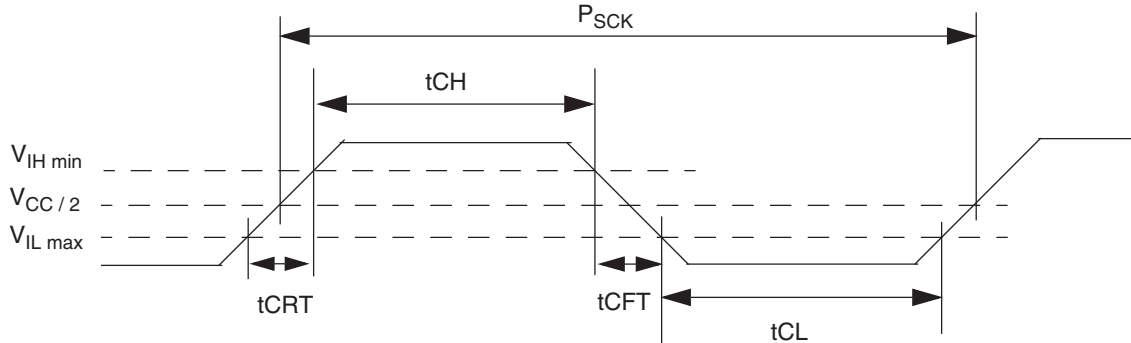 PSCK
tCH
VIH min
VCC / 2
VIL max
tCRT
tCFT
tCL